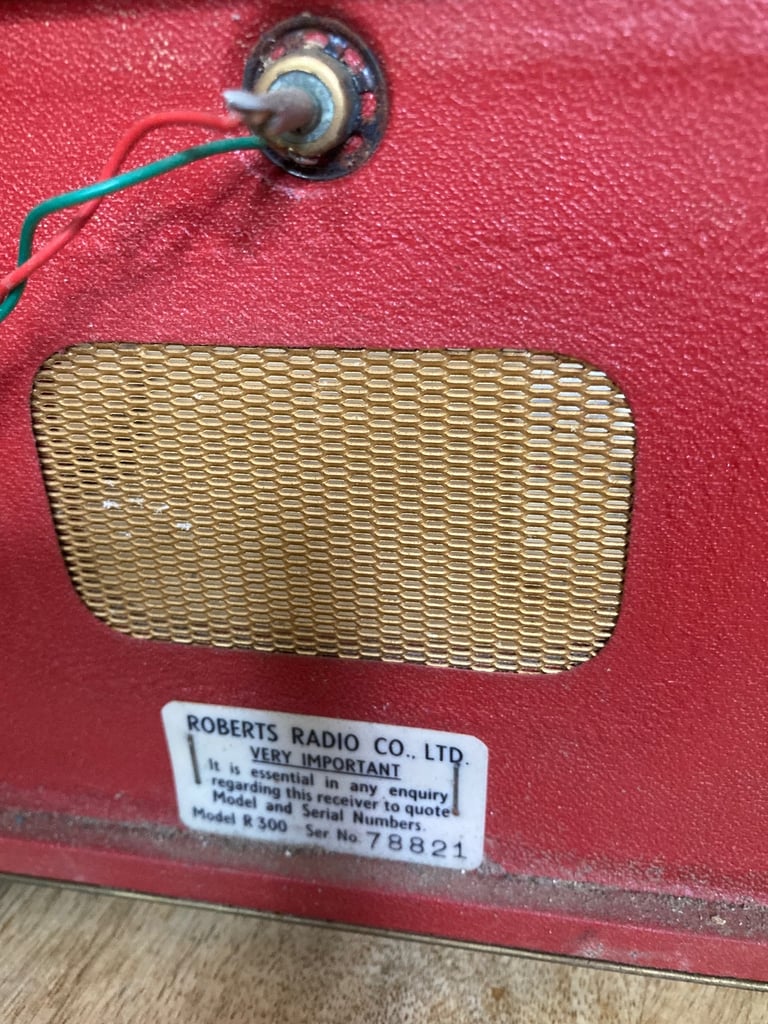 ROBERTS RADIO CO., LTD.
VERY IMPORTANT
It is essential in any enquiry
regarding this receiver to quote
Model and Serial Numbers.
Model R 300 Ser No. 78821